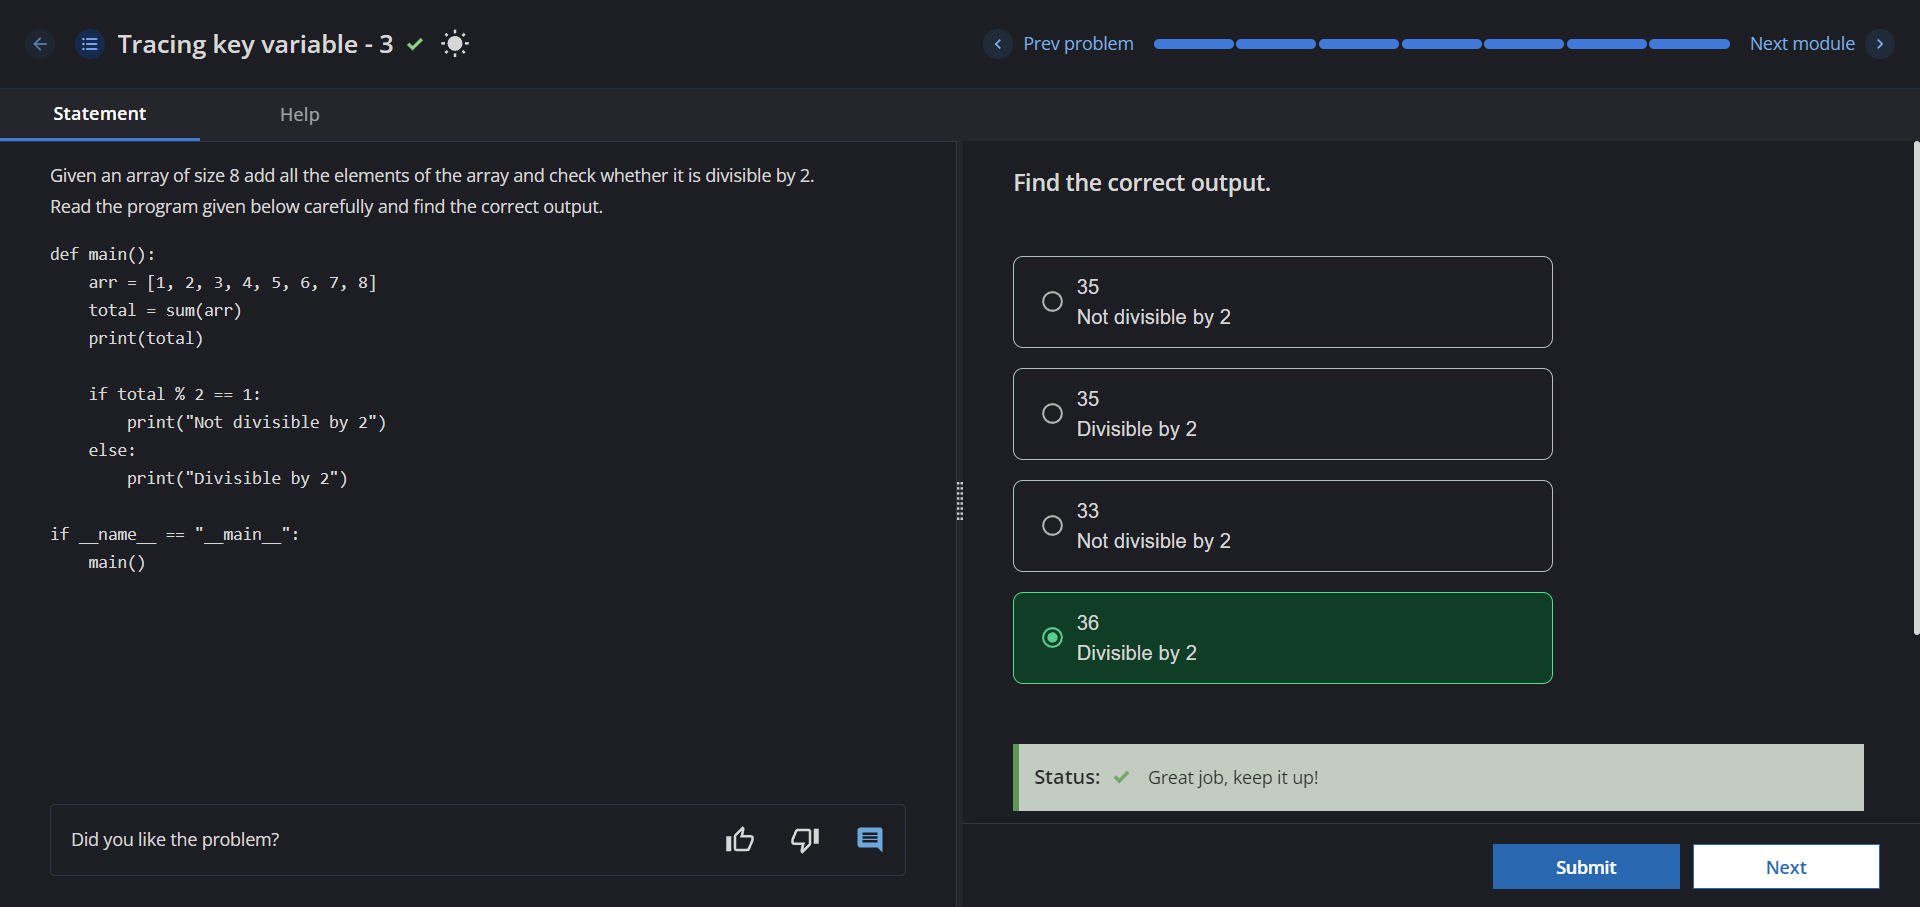 Tracing key variable - 3
Prev problem
Next module
Statement
Help
Given an array of size 8 add all the elements of the array and check whether it is divisible by 2.
Read the program given below carefully and find the correct output.
def main():
    arr = [1, 2, 3, 4, 5, 6, 7, 8]
    total = sum(arr)
    print(total)

    if total % 2 == 1:
        print("Not divisible by 2")
    else:
        print("Divisible by 2")

if __name__ == "__main__":
    main()
Did you like the problem?
Find the correct output.
35
Not divisible by 2
35
Divisible by 2
33
Not divisible by 2
36
Divisible by 2
Status: Great job, keep it up!
Submit
Next